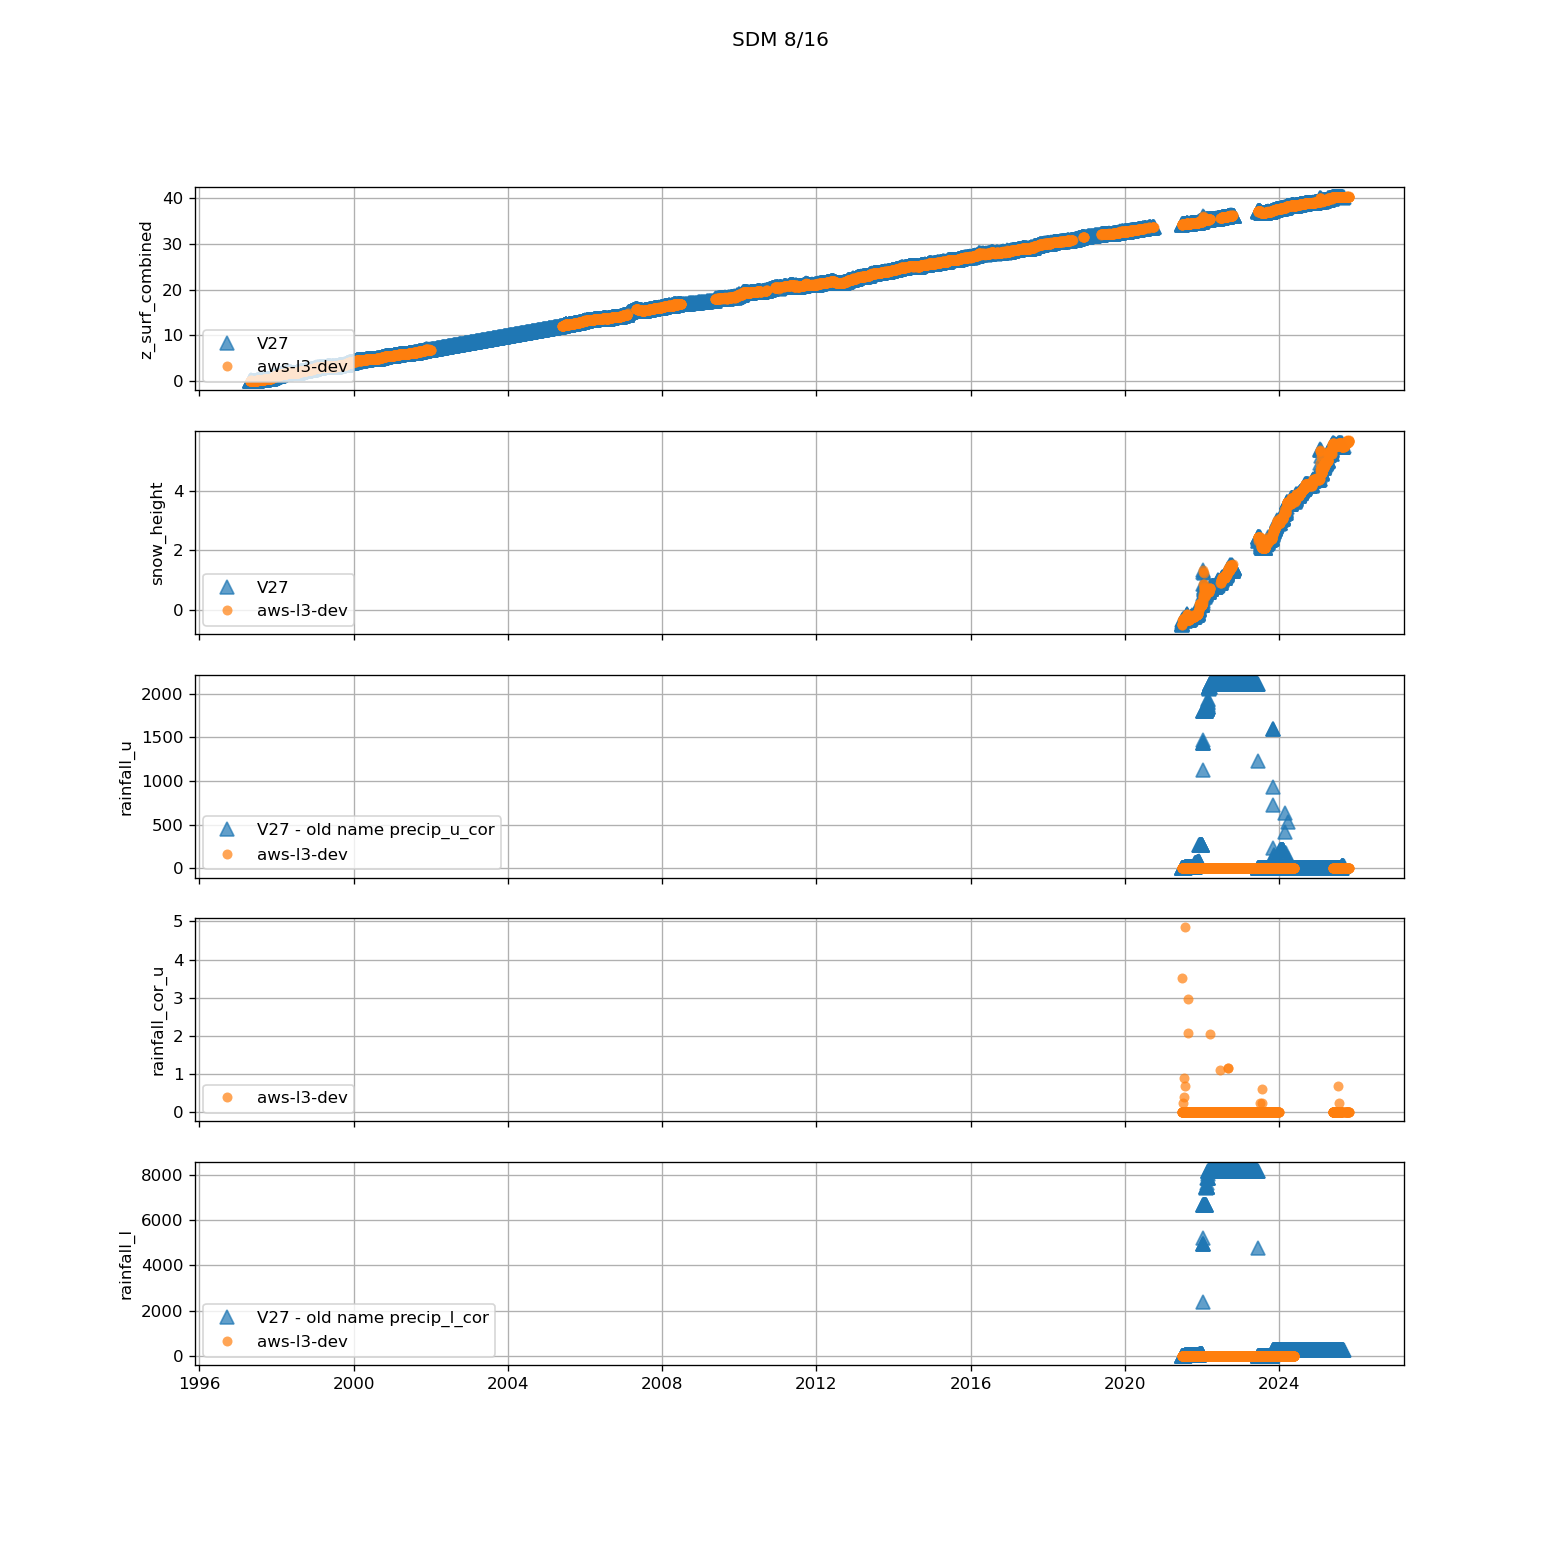 SDM 8/16
z_surf_combined
40
30
20
10
0
V27
aws-l3-dev
snow_height
4
2
0
V27
aws-l3-dev
rainfall_u
2000
1500
1000
500
0
V27 - old name precip_u_cor
aws-l3-dev
rainfall_cor_u
5
4
3
2
1
0
aws-l3-dev
rainfall_l
8000
6000
4000
2000
0
V27 - old name precip_l_cor
aws-l3-dev
1996 2000 2004 2008 2012 2016 2020 2024